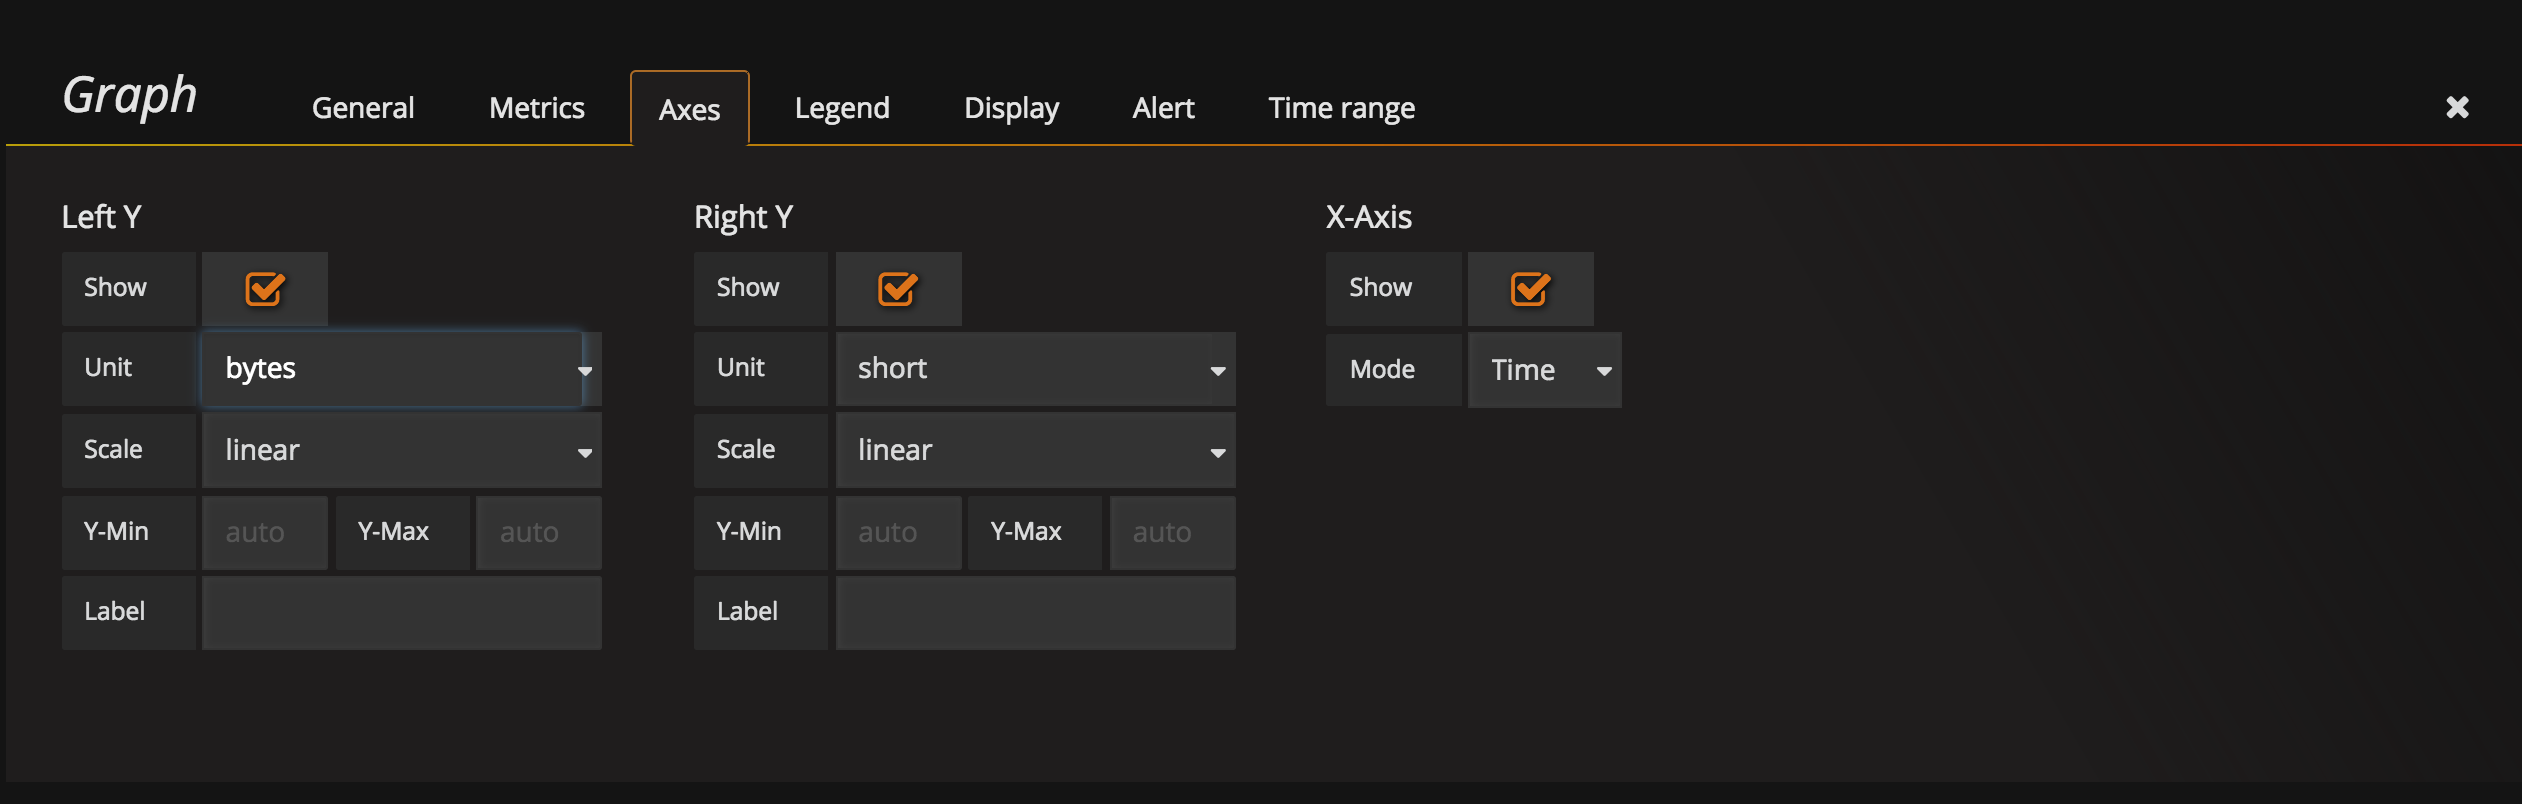 Graph General Metrics Axes Legend Display Alert Time range
Left Y
Show
Unit bytes
Scale linear
Y-Min auto Y-Max auto
Label
Right Y
Show
Unit short
Scale linear
Y-Min auto Y-Max auto
Label
X-Axis
Show
Mode Time